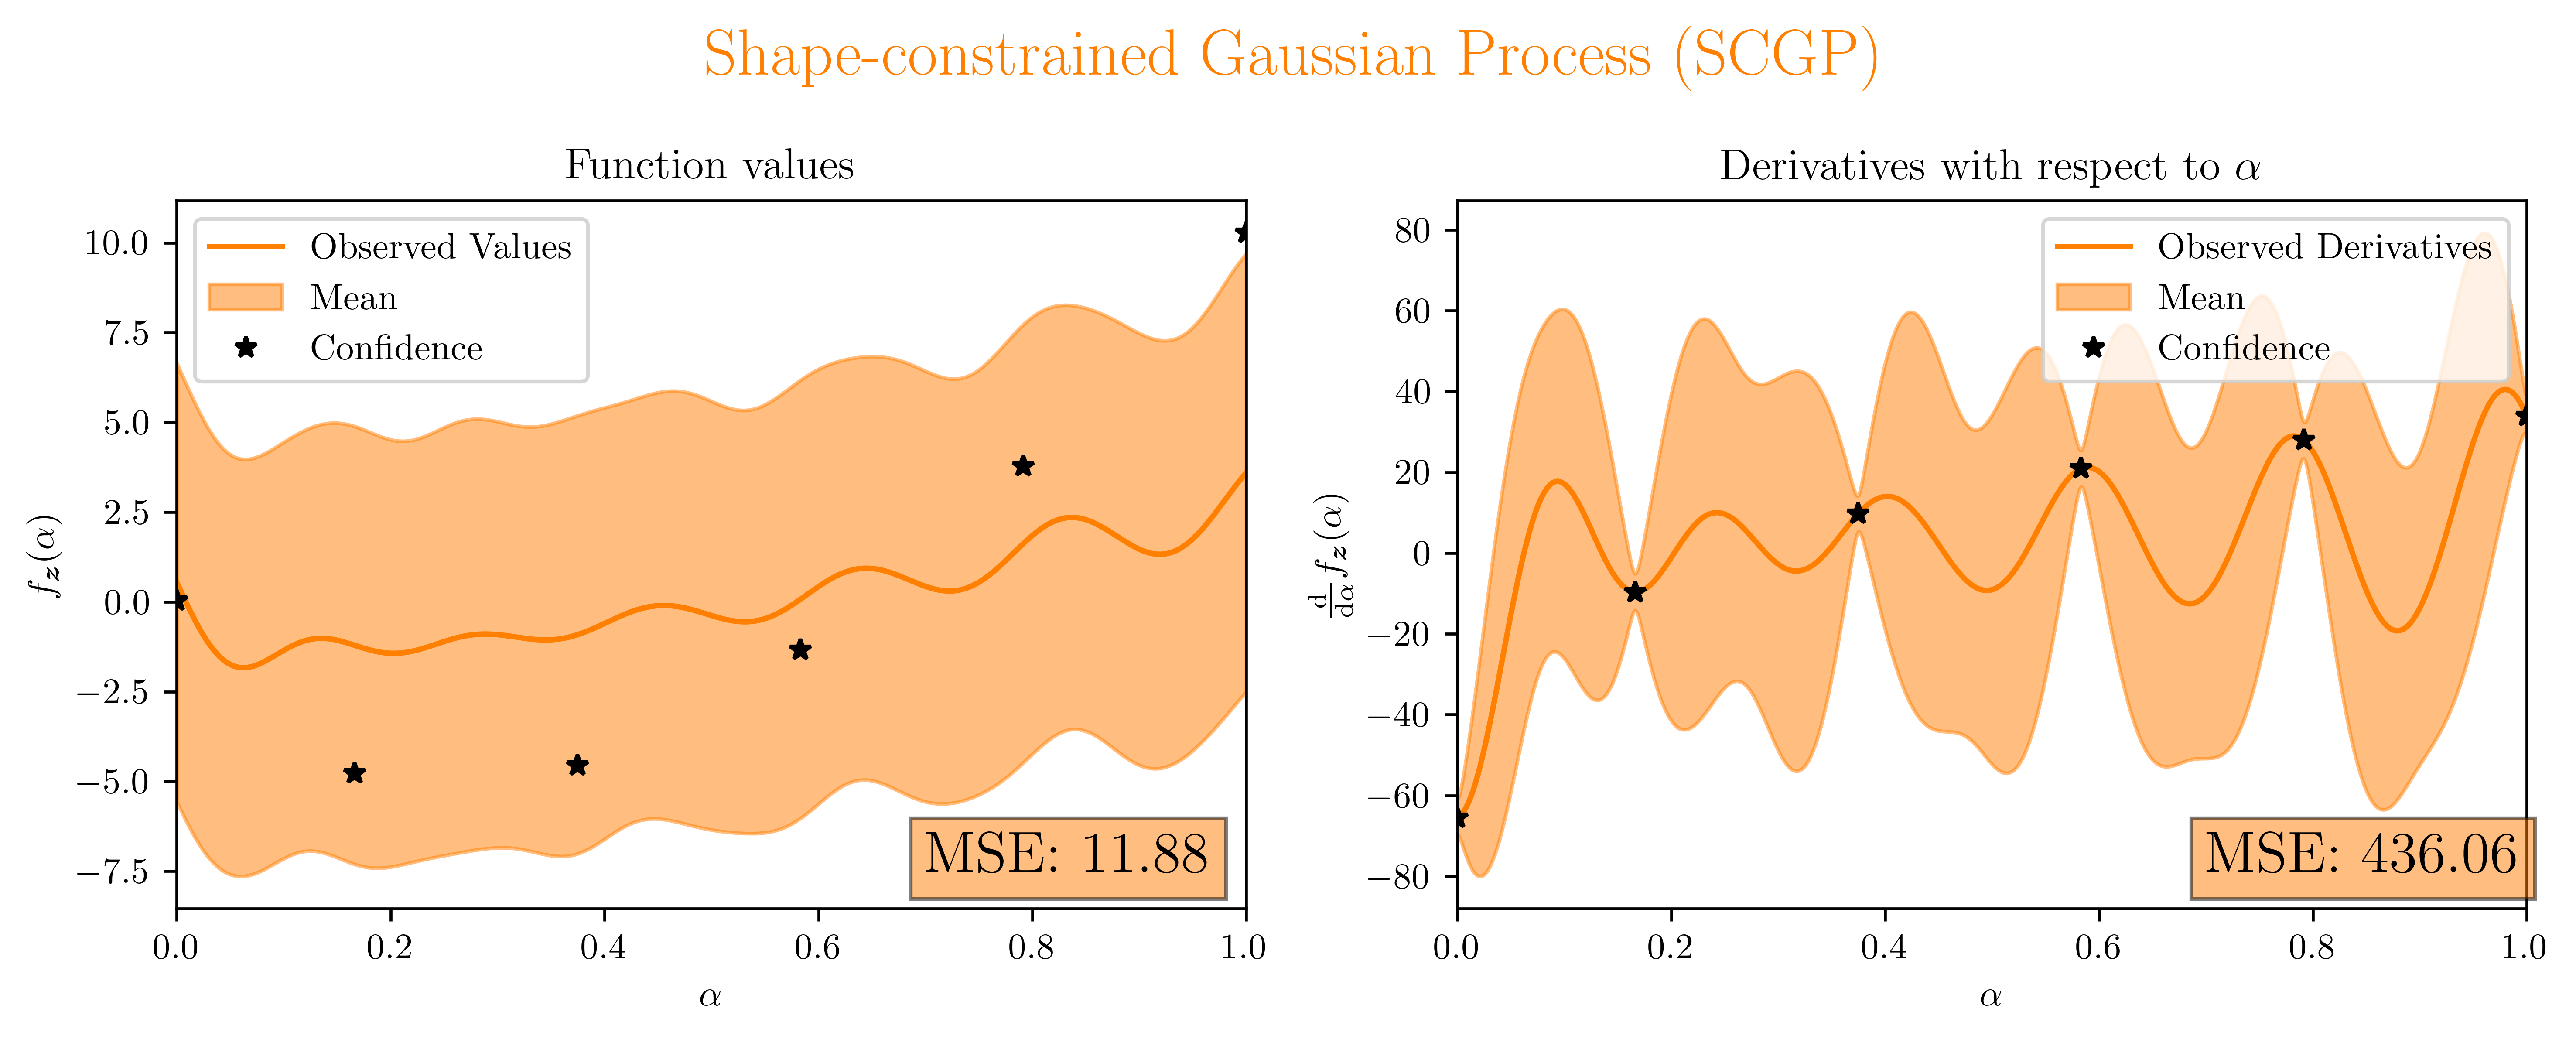 Shape-constrained Gaussian Process (SCGP)
Function values
Observed Values
Mean
Confidence
10.0
7.5
5.0
2.5
0.0
−2.5
−5.0
−7.5
f_z(α)
MSE: 11.88
0.0 0.2 0.4 0.6 0.8 1.0
α
Derivatives with respect to α
Observed Derivatives
Mean
Confidence
80
60
40
20
0
−20
−40
−60
−80
d/dα f_z(α)
MSE: 436.06
0.0 0.2 0.4 0.6 0.8 1.0
α